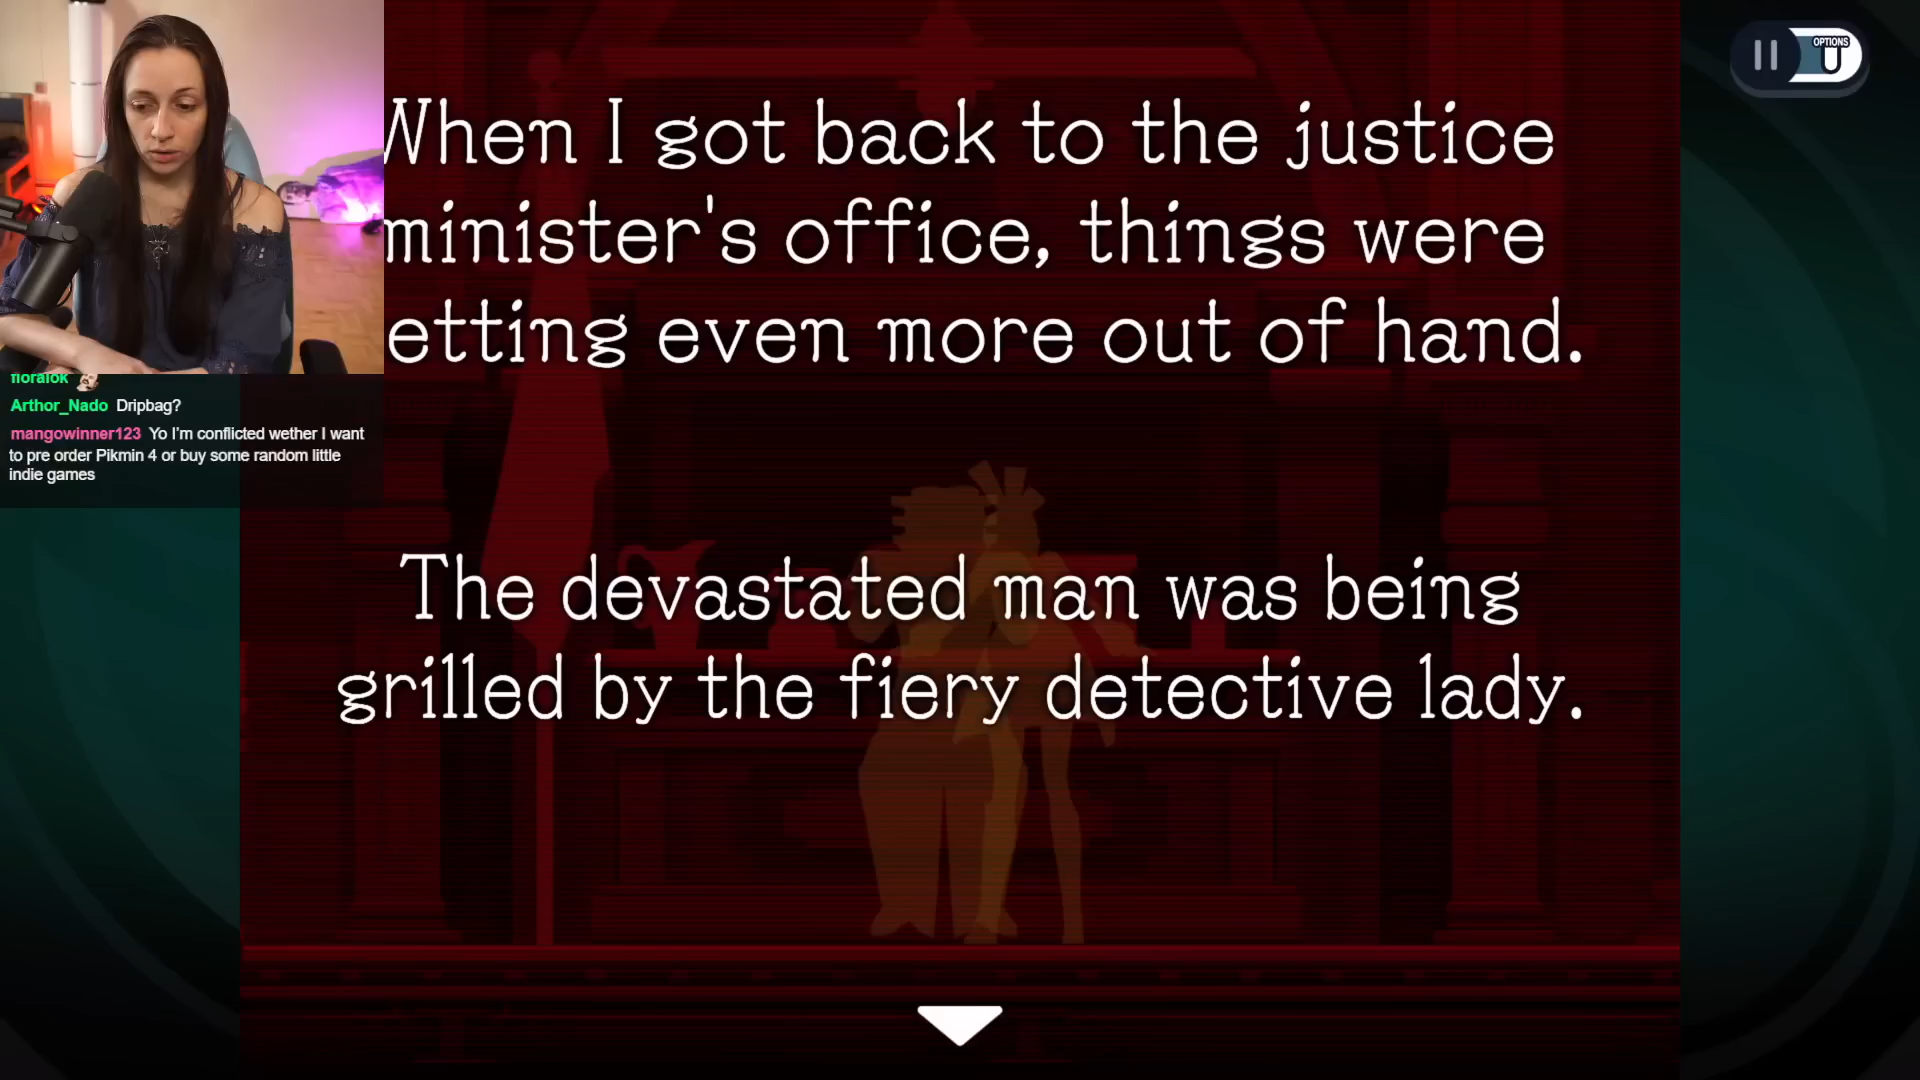 OPTIONS
When I got back to the justice
minister's office, things were
etting even more out of hand.
The devastated man was being
grilled by the fiery detective lady.
floralok
Arthor_Nado Dripbag?
mangowinner123 Yo I'm conflicted wether I want
to pre order Pikmin 4 or buy some random little
indie games